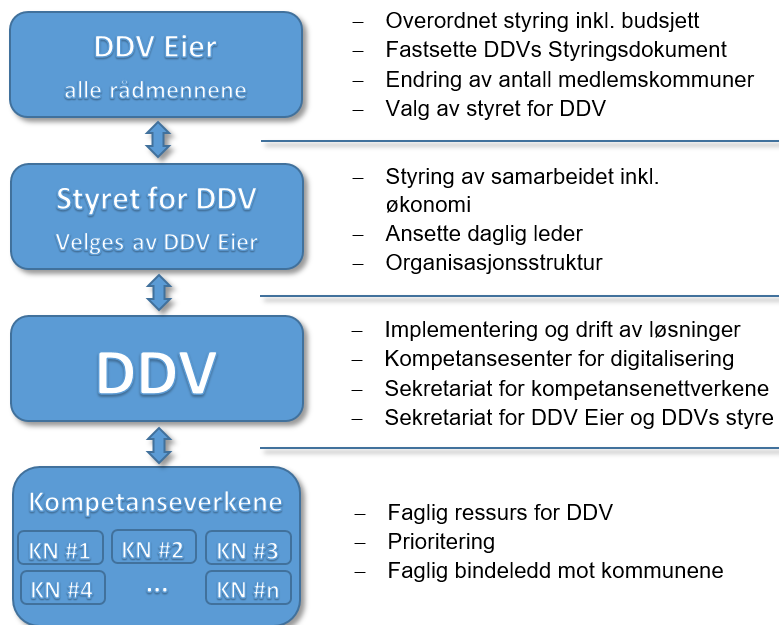 DDV Eier
alle rådmennene
– Overordnet styring inkl. budsjett
– Fastsette DDVs Styringsdokument
– Endring av antall medlemskommuner
– Valg av styret for DDV
Styret for DDV
Velges av DDV Eier
– Styring av samarbeidet inkl.
økonomi
– Ansette daglig leder
– Organisasjonsstruktur
DDV
– Implementering og drift av løsninger
– Kompetansesenter for digitalisering
– Sekretariat for kompetansenettverkene
– Sekretariat for DDV Eier og DDVs styre
Kompetanseverkene
KN #1 KN #2 KN #3
KN #4 ... KN #n
– Faglig ressurs for DDV
– Prioritering
– Faglig bindeledd mot kommunene